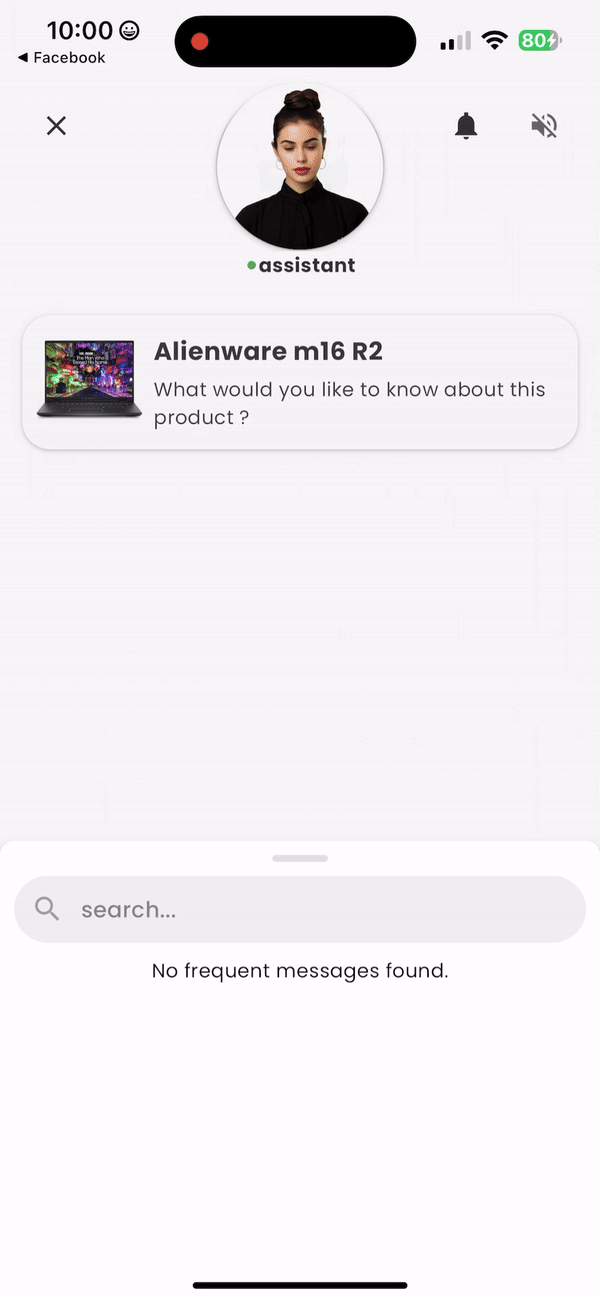 10:00
80
◀ Facebook
assistant
Alienware m16 R2
What would you like to know about this
product ?
search...
No frequent messages found.